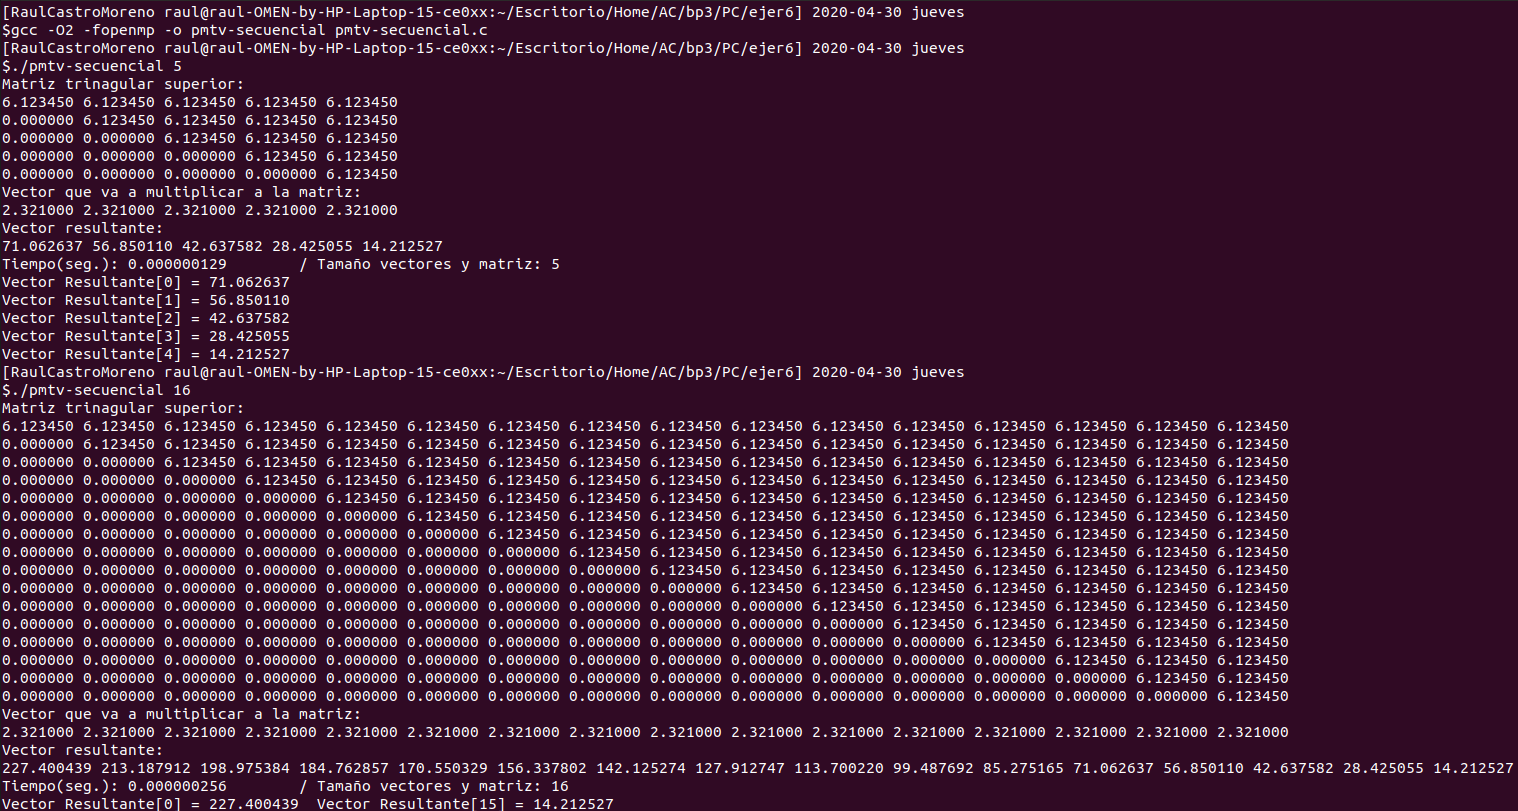 [RaulCastroMoreno raul@raul-OMEN-by-HP-Laptop-15-ce0xx:~/Escritorio/Home/AC/bp3/PC/ejer6] 2020-04-30 jueves
$gcc -O2 -fopenmp -o pmtv-secuencial pmtv-secuencial.c
[RaulCastroMoreno raul@raul-OMEN-by-HP-Laptop-15-ce0xx:~/Escritorio/Home/AC/bp3/PC/ejer6] 2020-04-30 jueves
$./pmtv-secuencial 5
Matriz trinagular superior:
6.123450 6.123450 6.123450 6.123450 6.123450
0.000000 6.123450 6.123450 6.123450 6.123450
0.000000 0.000000 6.123450 6.123450 6.123450
0.000000 0.000000 0.000000 6.123450 6.123450
0.000000 0.000000 0.000000 0.000000 6.123450
Vector que va a multiplicar a la matriz:
2.321000 2.321000 2.321000 2.321000 2.321000
Vector resultante:
71.062637 56.850110 42.637582 28.425055 14.212527
Tiempo(seg.): 0.000000129        / Tamaño vectores y matriz: 5
Vector Resultante[0] = 71.062637
Vector Resultante[1] = 56.850110
Vector Resultante[2] = 42.637582
Vector Resultante[3] = 28.425055
Vector Resultante[4] = 14.212527
[RaulCastroMoreno raul@raul-OMEN-by-HP-Laptop-15-ce0xx:~/Escritorio/Home/AC/bp3/PC/ejer6] 2020-04-30 jueves
$./pmtv-secuencial 16
Matriz trinagular superior:
6.123450 6.123450 6.123450 6.123450 6.123450 6.123450 6.123450 6.123450 6.123450 6.123450 6.123450 6.123450 6.123450 6.123450 6.123450 6.123450
0.000000 6.123450 6.123450 6.123450 6.123450 6.123450 6.123450 6.123450 6.123450 6.123450 6.123450 6.123450 6.123450 6.123450 6.123450 6.123450
0.000000 0.000000 6.123450 6.123450 6.123450 6.123450 6.123450 6.123450 6.123450 6.123450 6.123450 6.123450 6.123450 6.123450 6.123450 6.123450
0.000000 0.000000 0.000000 6.123450 6.123450 6.123450 6.123450 6.123450 6.123450 6.123450 6.123450 6.123450 6.123450 6.123450 6.123450 6.123450
0.000000 0.000000 0.000000 0.000000 6.123450 6.123450 6.123450 6.123450 6.123450 6.123450 6.123450 6.123450 6.123450 6.123450 6.123450 6.123450
0.000000 0.000000 0.000000 0.000000 0.000000 6.123450 6.123450 6.123450 6.123450 6.123450 6.123450 6.123450 6.123450 6.123450 6.123450 6.123450
0.000000 0.000000 0.000000 0.000000 0.000000 0.000000 6.123450 6.123450 6.123450 6.123450 6.123450 6.123450 6.123450 6.123450 6.123450 6.123450
0.000000 0.000000 0.000000 0.000000 0.000000 0.000000 0.000000 6.123450 6.123450 6.123450 6.123450 6.123450 6.123450 6.123450 6.123450 6.123450
0.000000 0.000000 0.000000 0.000000 0.000000 0.000000 0.000000 0.000000 6.123450 6.123450 6.123450 6.123450 6.123450 6.123450 6.123450 6.123450
0.000000 0.000000 0.000000 0.000000 0.000000 0.000000 0.000000 0.000000 0.000000 6.123450 6.123450 6.123450 6.123450 6.123450 6.123450 6.123450
0.000000 0.000000 0.000000 0.000000 0.000000 0.000000 0.000000 0.000000 0.000000 0.000000 6.123450 6.123450 6.123450 6.123450 6.123450 6.123450
0.000000 0.000000 0.000000 0.000000 0.000000 0.000000 0.000000 0.000000 0.000000 0.000000 0.000000 6.123450 6.123450 6.123450 6.123450 6.123450
0.000000 0.000000 0.000000 0.000000 0.000000 0.000000 0.000000 0.000000 0.000000 0.000000 0.000000 0.000000 6.123450 6.123450 6.123450 6.123450
0.000000 0.000000 0.000000 0.000000 0.000000 0.000000 0.000000 0.000000 0.000000 0.000000 0.000000 0.000000 0.000000 6.123450 6.123450 6.123450
0.000000 0.000000 0.000000 0.000000 0.000000 0.000000 0.000000 0.000000 0.000000 0.000000 0.000000 0.000000 0.000000 0.000000 6.123450 6.123450
0.000000 0.000000 0.000000 0.000000 0.000000 0.000000 0.000000 0.000000 0.000000 0.000000 0.000000 0.000000 0.000000 0.000000 0.000000 6.123450
Vector que va a multiplicar a la matriz:
2.321000 2.321000 2.321000 2.321000 2.321000 2.321000 2.321000 2.321000 2.321000 2.321000 2.321000 2.321000 2.321000 2.321000 2.321000 2.321000
Vector resultante:
227.400439 213.187912 198.975384 184.762857 170.550329 156.337802 142.125274 127.912747 113.700220 99.487692 85.275165 71.062637 56.850110 42.637582 28.425055 14.212527
Tiempo(seg.): 0.000000256        / Tamaño vectores y matriz: 16
Vector Resultante[0] = 227.400439  Vector Resultante[15] = 14.212527